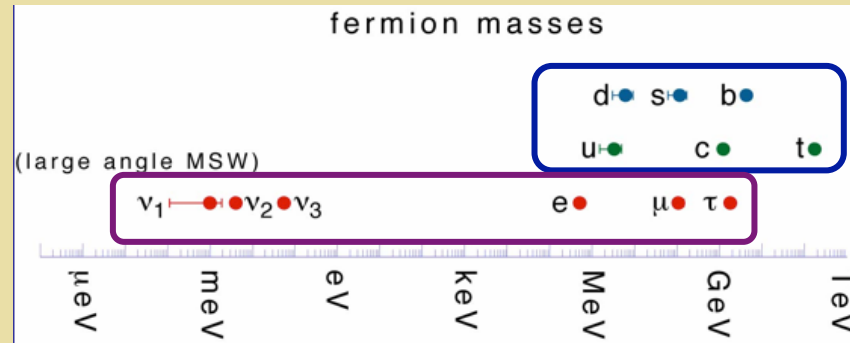 fermion masses
d s b
u c t
(large angle MSW)
ν1 ν2 ν3 e μ τ
μeV meV eV keV MeV GeV TeV